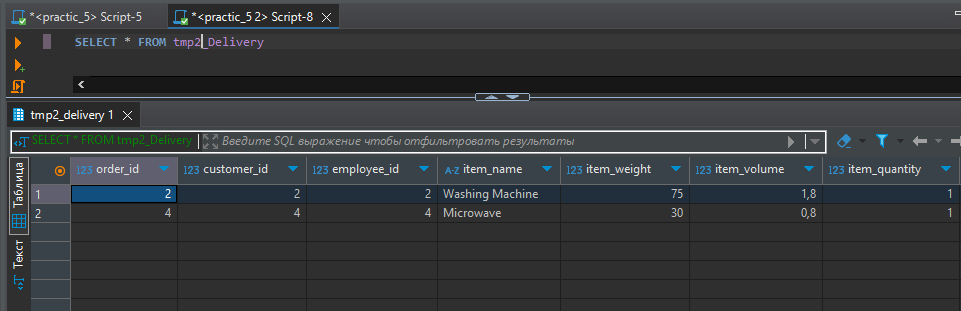 *<practic_5> Script-5 *<practic_5 2> Script-8
SELECT * FROM tmp2_Delivery
tmp2_delivery 1
SELECT * FROM tmp2_Delivery Введите SQL выражение чтобы отфильтровать результаты
Таблица
Текст
123 order_id 123 customer_id 123 employee_id A-Z item_name 123 item_weight 123 item_volume 123 item_quantity
1 2 2 2 Washing Machine 75 1,8 1
2 4 4 4 Microwave 30 0,8 1